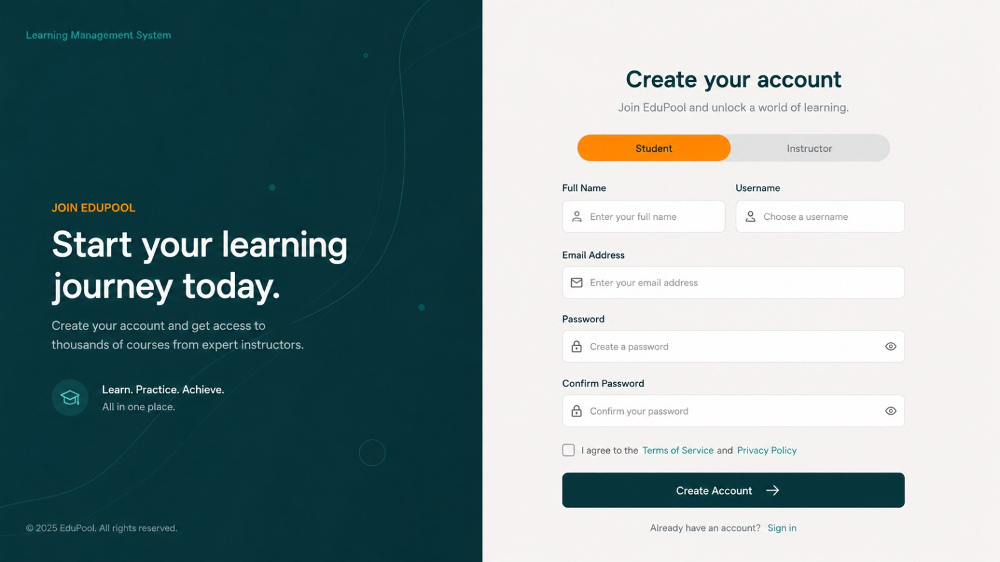 Learning Management System
JOIN EDUPOOL
Start your learning
journey today.
Create your account and get access to
thousands of courses from expert instructors.
Learn. Practice. Achieve.
All in one place.
© 2025 EduPool. All rights reserved.
Create your account
Join EduPool and unlock a world of learning.
Student Instructor
Full Name Username
Enter your full name Choose a username
Email Address
Enter your email address
Password
Create a password
Confirm Password
Confirm your password
I agree to the Terms of Service and Privacy Policy
Create Account →
Already have an account? Sign in